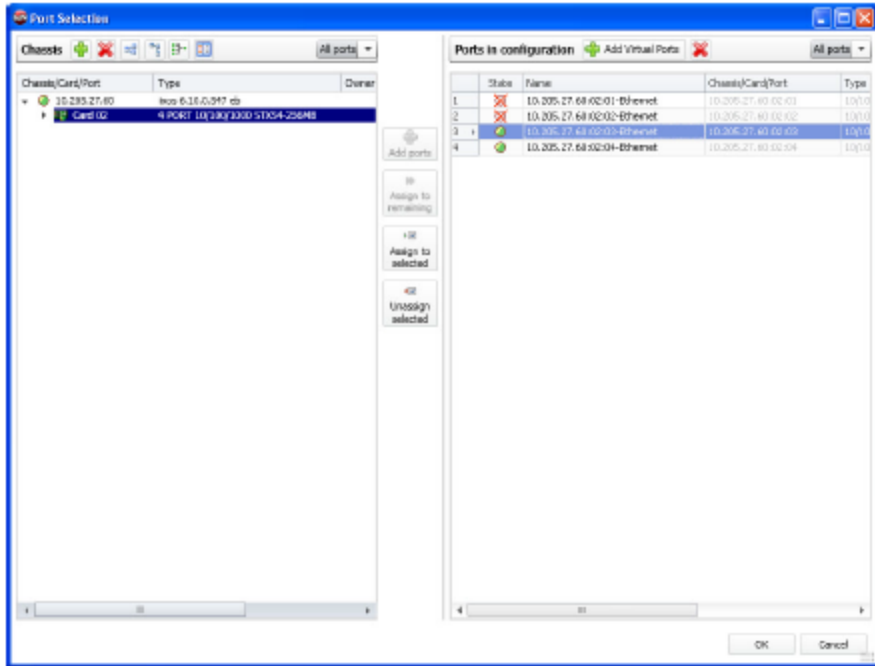 Port Selection
Chassis
All ports
Ports in configuration
Add Virtual Ports
All ports
Chassis/Card/Port Type Owner
10.205.27.60
Card 02 4 PORT 10/100/1000 STXS4-256MB
Add ports
Assign to
remaining
Assign to
selected
Unassign
selected
State Name Chassis/Card/Port Type
1 10.205.27.60:02:01-Ethernet 10.205.27.60:02:01
2 10.205.27.60:02:02-Ethernet 10.205.27.60:02:02
3 10.205.27.60:02:03-Ethernet 10.205.27.60:02:03
4 10.205.27.60:02:04-Ethernet 10.205.27.60:02:04
OK
Cancel